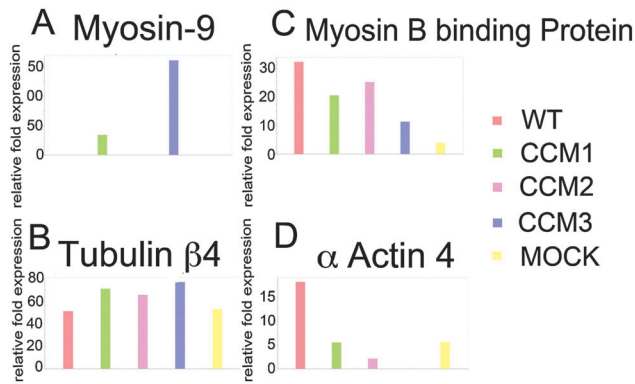 A Myosin-9
relative fold expression
50
00
50
0
C Myosin B binding Protein
relative fold expression
30
20
10
0
B Tubulin β4
relative fold expression
80
60
40
20
0
D α Actin 4
relative fold expression
15
10
5
0
WT
CCM1
CCM2
CCM3
MOCK